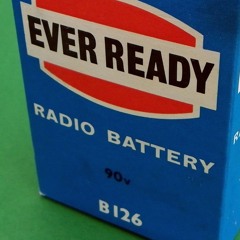 EVER READY
RADIO BATTERY
90v
B126